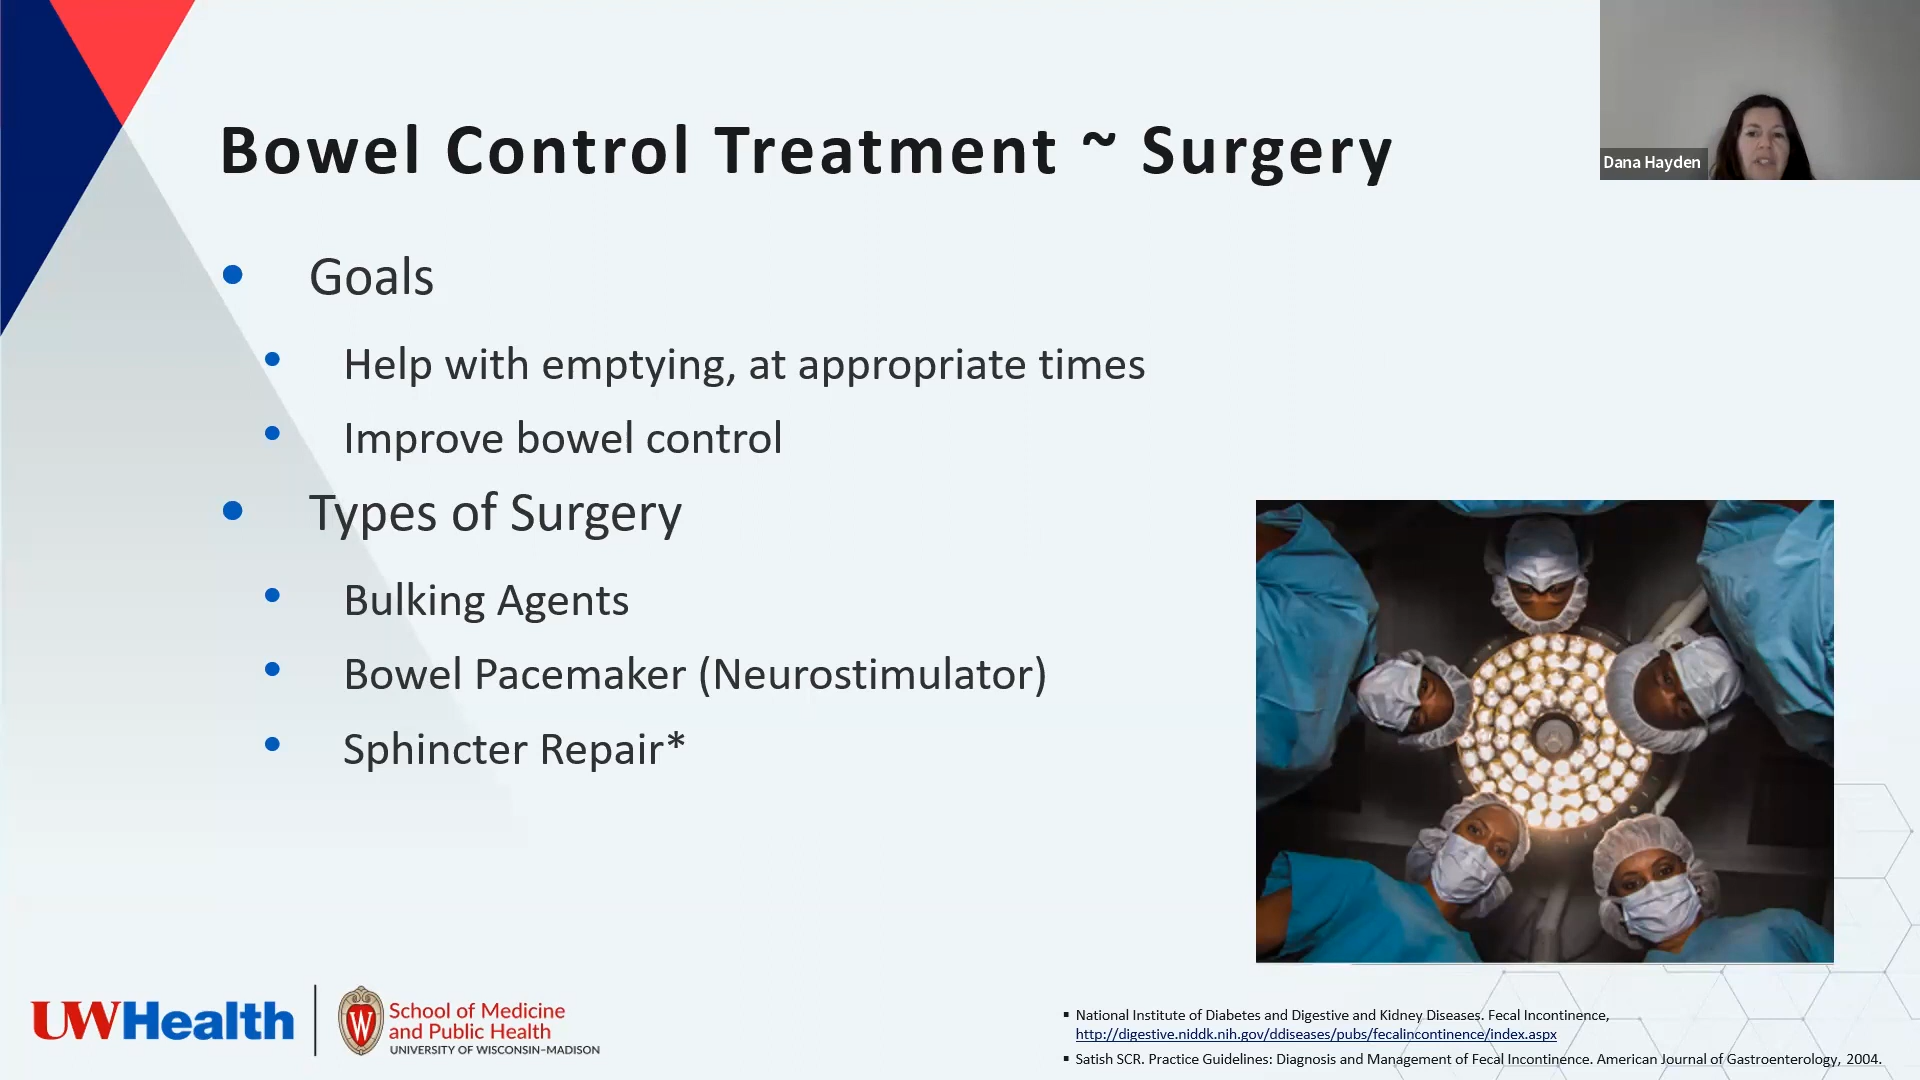 Bowel Control Treatment ~ Surgery
Dana Hayden
• Goals
• Help with emptying, at appropriate times
• Improve bowel control
• Types of Surgery
• Bulking Agents
• Bowel Pacemaker (Neurostimulator)
• Sphincter Repair*
UWHealth
W
School of Medicine
and Public Health
UNIVERSITY OF WISCONSIN–MADISON
▪ National Institute of Diabetes and Digestive and Kidney Diseases. Fecal Incontinence,
http://digestive.niddk.nih.gov/ddiseases/pubs/fecalincontinence/index.aspx
▪ Satish SCR. Practice Guidelines: Diagnosis and Management of Fecal Incontinence. American Journal of Gastroenterology, 2004.